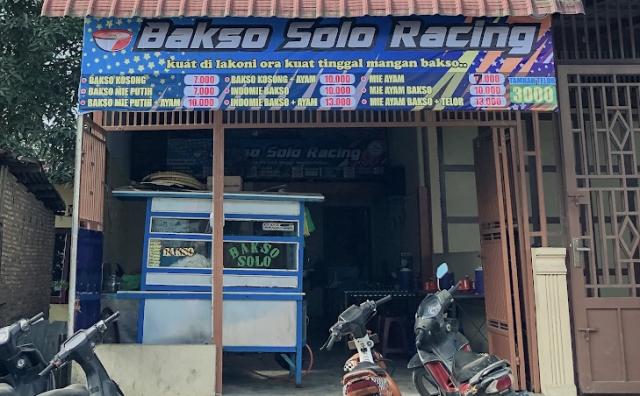 Bakso Solo Racing
kuat di lakoni ora kuat tinggal mangan bakso..
BAKSO KOSONG 7.000
BAKSO MIE PUTIH 7.000
BAKSO MIE PUTIH + AYAM 10.000
BAKSO KOSONG + AYAM 10.000
INDOMIE BAKSO 10.000
INDOMIE BAKSO + AYAM 13.000
MIE AYAM 7.000
MIE AYAM BAKSO 10.000
MIE AYAM BAKSO + TELOR 13.000
TAMBAH TELOR
3000
so Solo Racing
BAKSO
BAKSO
SOLO